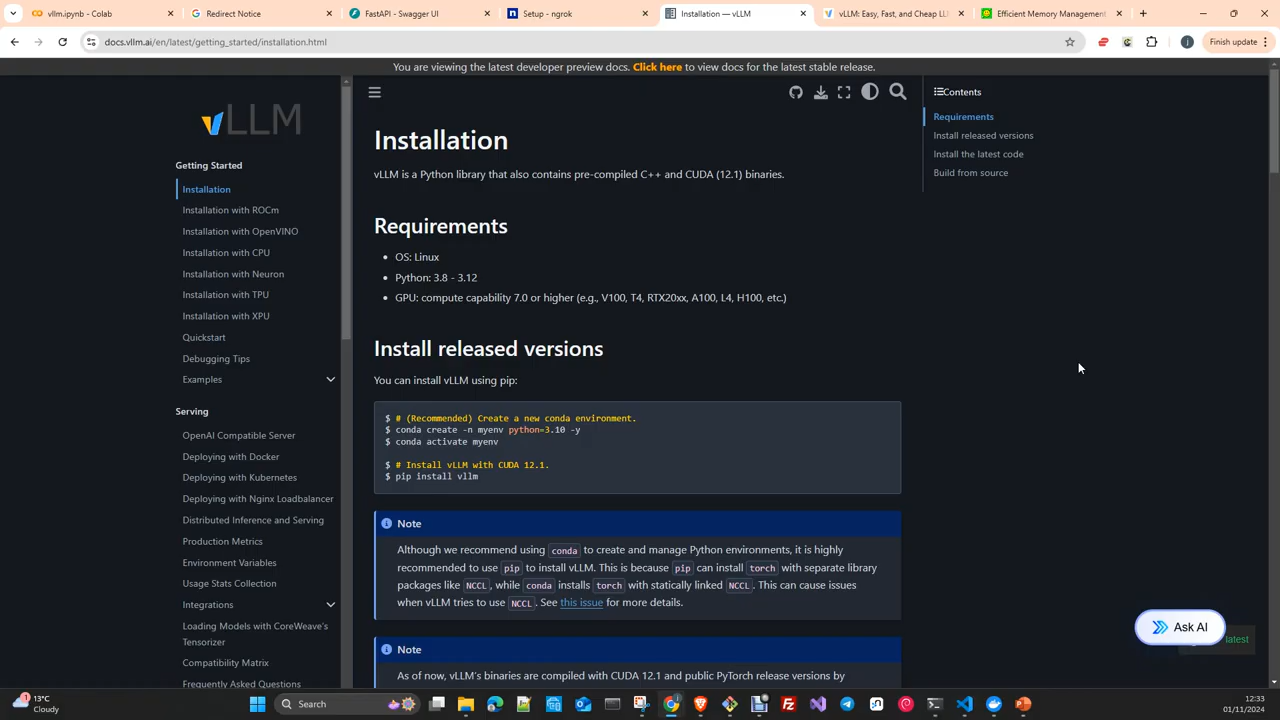 vllm.ipynb - Colab
Redirect Notice
FastAPI - Swagger UI
Setup - ngrok
Installation — vLLM
vLLM: Easy, Fast, and Cheap LL
Efficient Memory Management
docs.vllm.ai/en/latest/getting_started/installation.html
Finish update
You are viewing the latest developer preview docs. Click here to view docs for the latest stable release.
vLLM
Getting Started
Installation
Installation with ROCm
Installation with OpenVINO
Installation with CPU
Installation with Neuron
Installation with TPU
Installation with XPU
Quickstart
Debugging Tips
Examples
Serving
OpenAI Compatible Server
Deploying with Docker
Deploying with Kubernetes
Deploying with Nginx Loadbalancer
Distributed Inference and Serving
Production Metrics
Environment Variables
Usage Stats Collection
Integrations
Loading Models with CoreWeave's
Tensorizer
Compatibility Matrix
Frequently Asked Questions
Installation
vLLM is a Python library that also contains pre-compiled C++ and CUDA (12.1) binaries.
Requirements
• OS: Linux
• Python: 3.8 - 3.12
• GPU: compute capability 7.0 or higher (e.g., V100, T4, RTX20xx, A100, L4, H100, etc.)
Install released versions
You can install vLLM using pip:
$ # (Recommended) Create a new conda environment.
$ conda create -n myenv python=3.10 -y
$ conda activate myenv
$ # Install vLLM with CUDA 12.1.
$ pip install vllm
Note
Although we recommend using conda to create and manage Python environments, it is highly
recommended to use pip to install vLLM. This is because pip can install torch with separate library
packages like NCCL, while conda installs torch with statically linked NCCL. This can cause issues
when vLLM tries to use NCCL. See this issue for more details.
Note
As of now, vLLM's binaries are compiled with CUDA 12.1 and public PyTorch release versions by
Contents
Requirements
Install released versions
Install the latest code
Build from source
Ask AI
latest
1
13°C
Cloudy
Search
12:33
01/11/2024